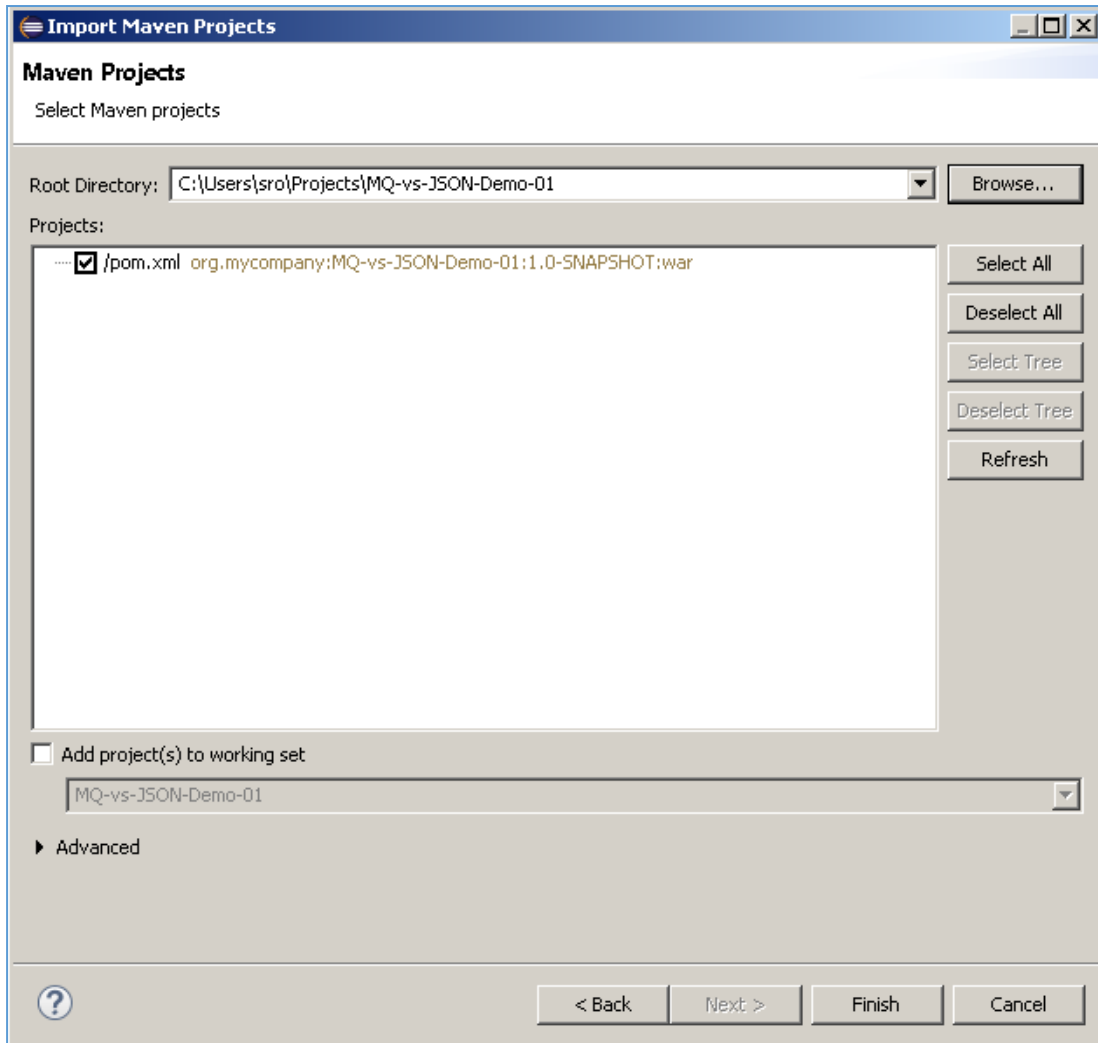 Import Maven Projects
Maven Projects
Select Maven projects
Root Directory: C:\Users\sro\Projects\MQ-vs-JSON-Demo-01 Browse...
Projects:
/pom.xml org.mycompany:MQ-vs-JSON-Demo-01:1.0-SNAPSHOT:war
Select All
Deselect All
Select Tree
Deselect Tree
Refresh
Add project(s) to working set
MQ-vs-JSON-Demo-01
Advanced
? < Back Next > Finish Cancel